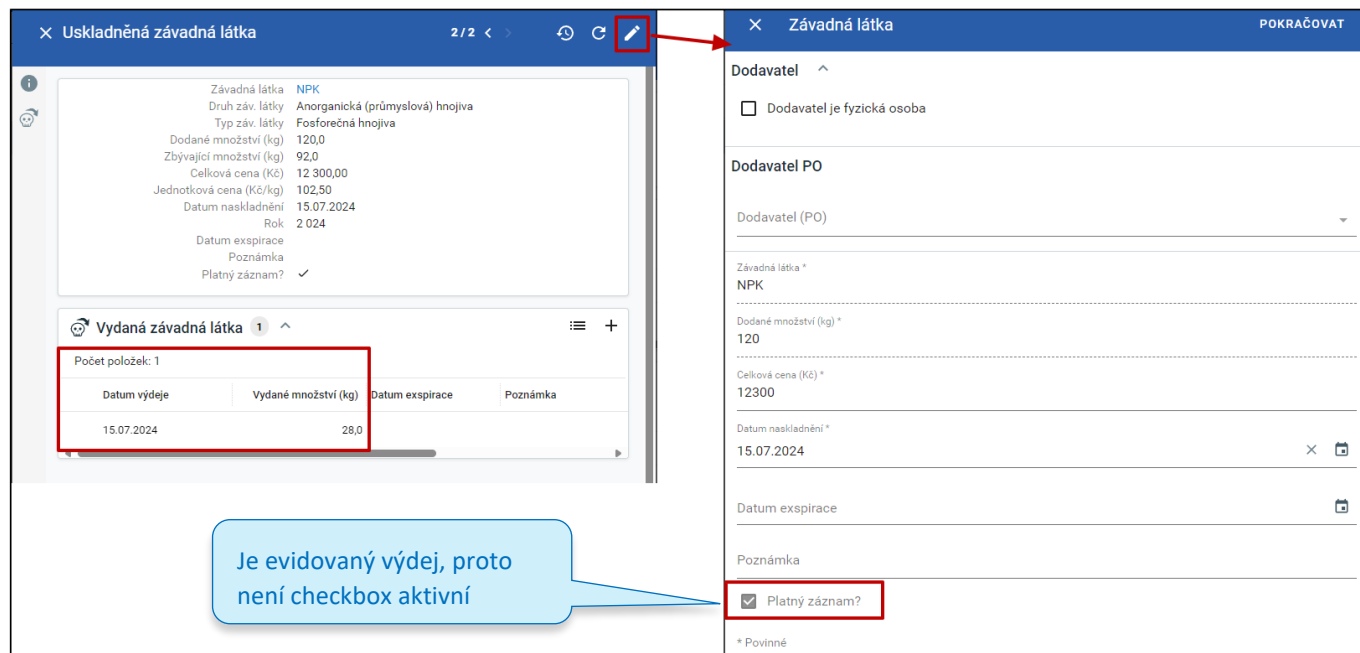 Uskladněná závadná látka
2/2
Závadná látka NPK
Druh záv. látky Anorganická (průmyslová) hnojiva
Typ záv. látky Fosforečná hnojiva
Dodané množství (kg) 120,0
Zbývající množství (kg) 92,0
Celková cena (Kč) 12 300,00
Jednotková cena (Kč/kg) 102,50
Datum naskladnění 15.07.2024
Rok 2 024
Datum exspirace
Poznámka
Platný záznam?
Vydaná závadná látka 1
Počet položek: 1
Datum výdeje Vydané množství (kg) Datum exspirace Poznámka
15.07.2024 28,0
Je evidovaný výdej, proto
není checkbox aktivní
Závadná látka POKRAČOVAT
Dodavatel
Dodavatel je fyzická osoba
Dodavatel PO
Dodavatel (PO)
Závadná látka *
NPK
Dodané množství (kg) *
120
Celková cena (Kč) *
12300
Datum naskladnění *
15.07.2024
Datum exspirace
Poznámka
Platný záznam?
* Povinné